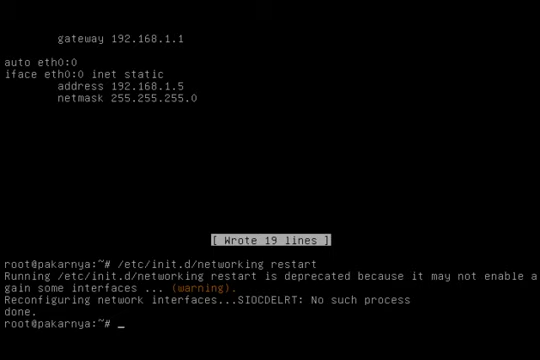 gateway 192.168.1.1
auto eth0:0
iface eth0:0 inet static
address 192.168.1.5
netmask 255.255.255.0
[ Wrote 19 lines ]
root@pakarnya:~# /etc/init.d/networking restart
Running /etc/init.d/networking restart is deprecated because it may not enable a
gain some interfaces ... (warning).
Reconfiguring network interfaces...SIOCDELRT: No such process
done.
root@pakarnya:~# _